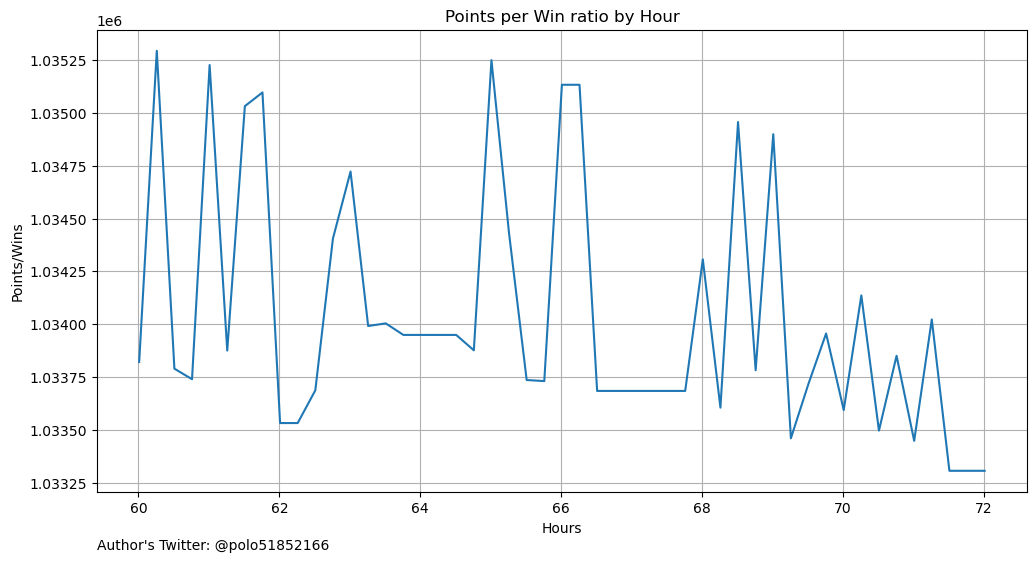 Points per Win ratio by Hour
1e6
1.03525
1.03500
1.03475
1.03450
1.03425
1.03400
1.03375
1.03350
1.03325
Points/Wins
60 62 64 66 68 70 72
Hours
Author's Twitter: @polo51852166